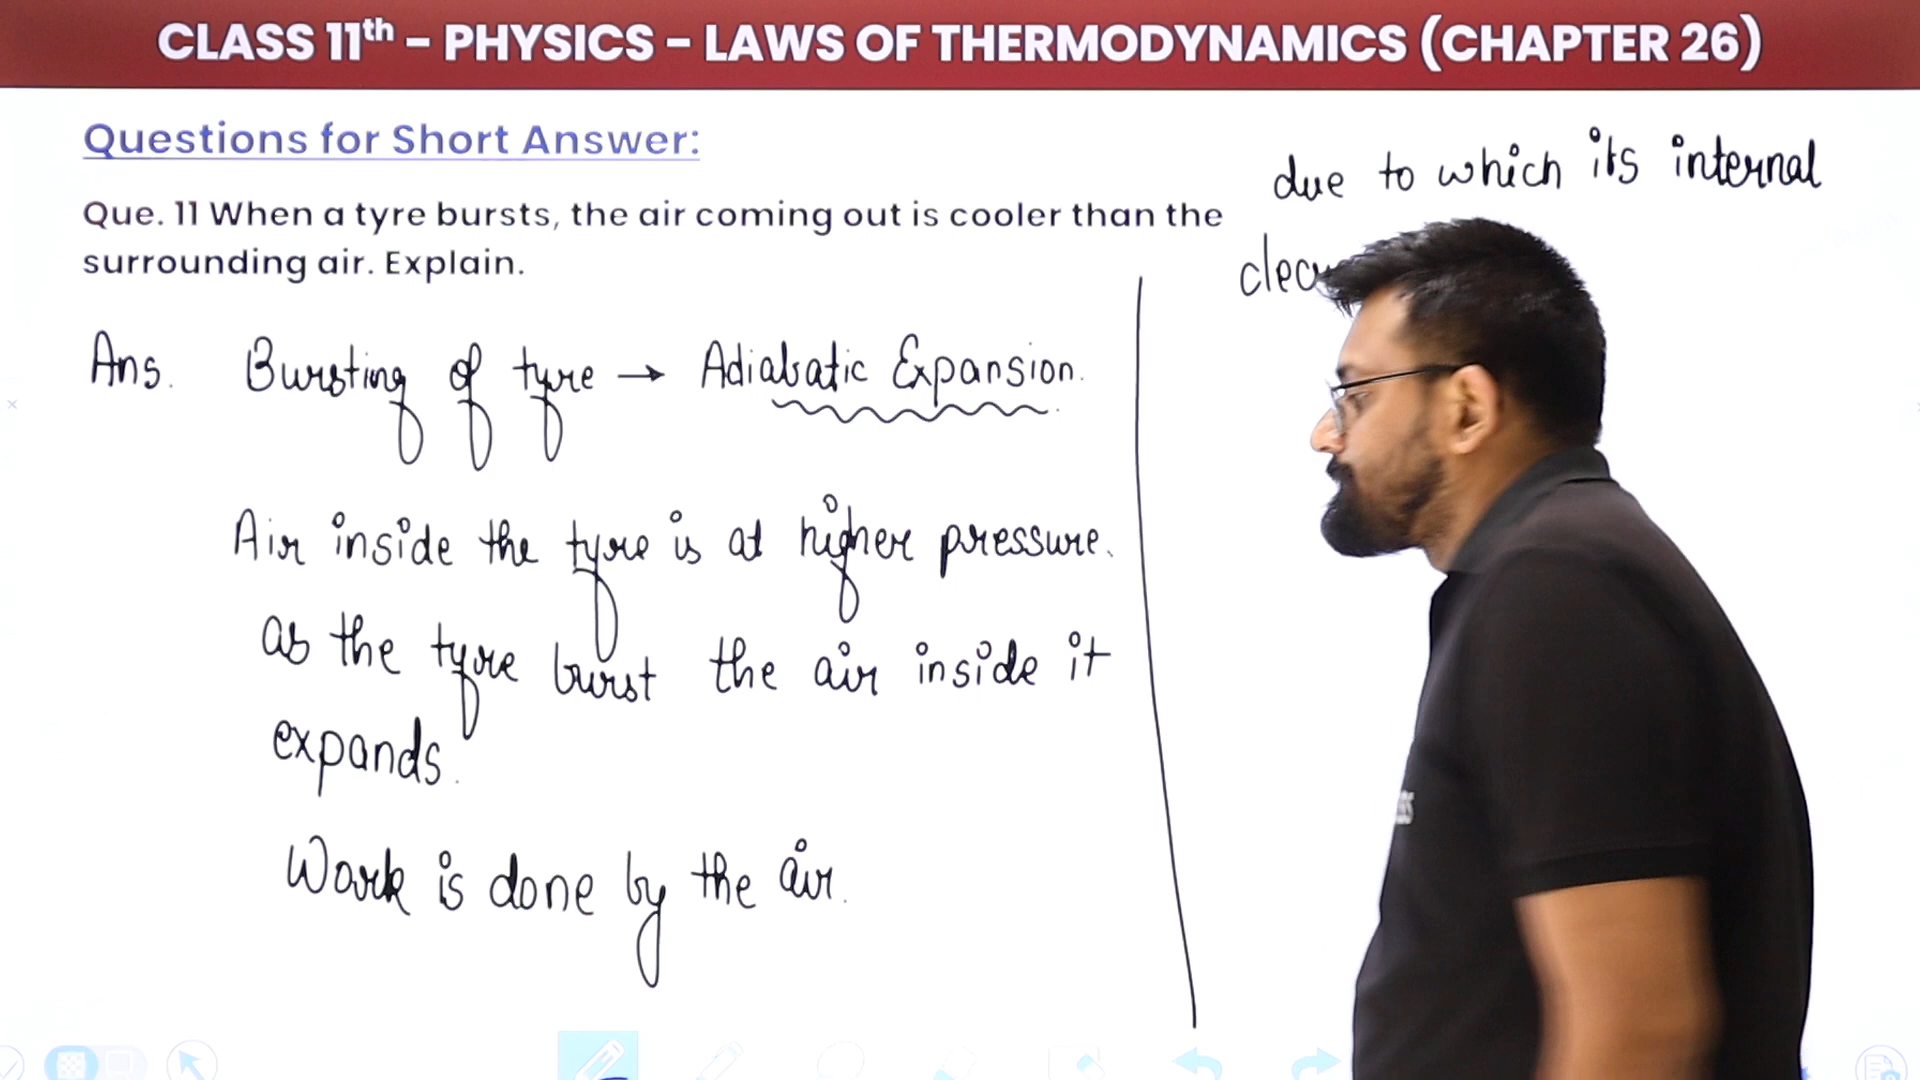 CLASS 11th - PHYSICS - LAWS OF THERMODYNAMICS (CHAPTER 26)
Questions for Short Answer:
Que. 11 When a tyre bursts, the air coming out is cooler than the
surrounding air. Explain.
Ans. Bursting of tyre → Adiabatic Expansion.
Air inside the tyre is at higher pressure.
as the tyre burst the air inside it
expands.
Work is done by the air.
due to which its internal